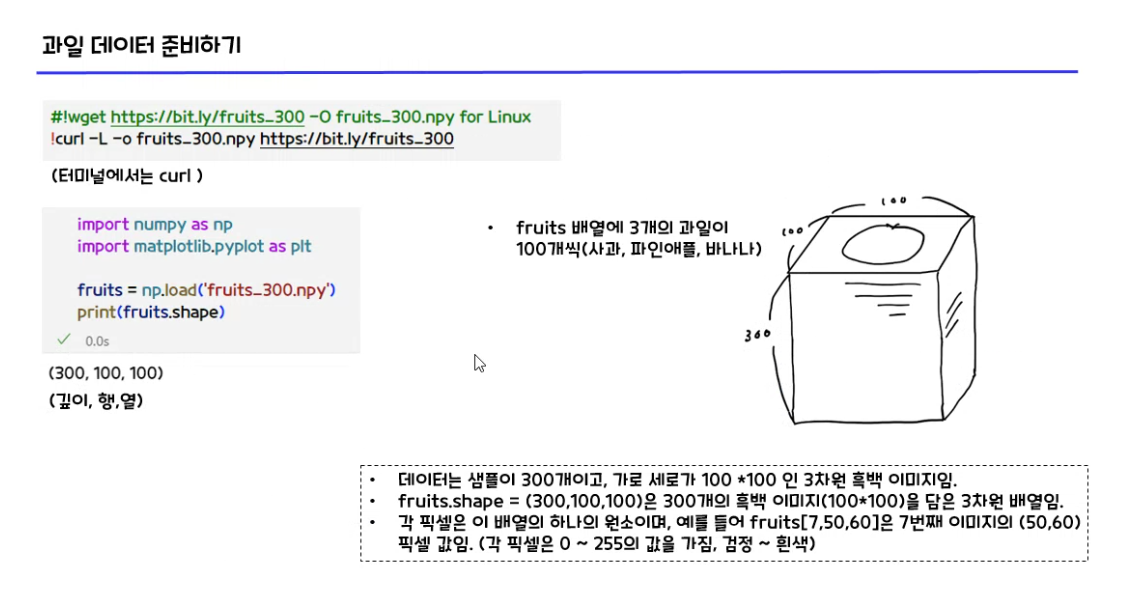 과일 데이터 준비하기
#!wget https://bit.ly/fruits_300 -O fruits_300.npy for Linux
!curl -L -o fruits_300.npy https://bit.ly/fruits_300
(터미널에서는 curl )
import numpy as np
import matplotlib.pyplot as plt
fruits = np.load('fruits_300.npy')
print(fruits.shape)
0.0s
(300, 100, 100)
(깊이, 행,열)
• fruits 배열에 3개의 과일이
100개씩(사과, 파인애플, 바나나)
100
100
300
• 데이터는 샘플이 300개이고, 가로 세로가 100 *100 인 3차원 흑백 이미지임.
• fruits.shape = (300,100,100)은 300개의 흑백 이미지(100*100)을 담은 3차원 배열임.
• 각 픽셀은 이 배열의 하나의 원소이며, 예를 들어 fruits[7,50,60]은 7번째 이미지의 (50,60)
픽셀 값임. (각 픽셀은 0 ~ 255의 값을 가짐, 검정 ~ 흰색)